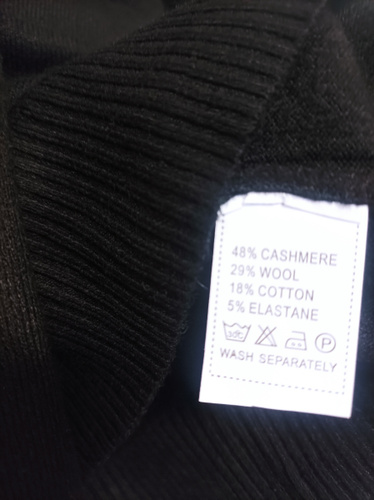 48% CASHMERE
29% WOOL
18% COTTON
5% ELASTANE
P
WASH SEPARATELY